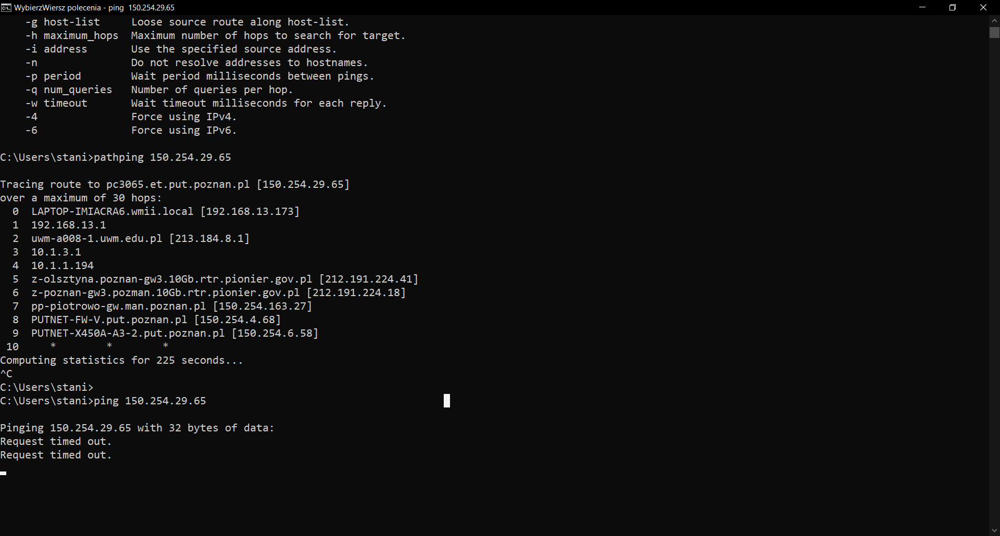 WybierzWiersz polecenia - ping  150.254.29.65
    -g host-list     Loose source route along host-list.
    -h maximum_hops  Maximum number of hops to search for target.
    -i address       Use the specified source address.
    -n               Do not resolve addresses to hostnames.
    -p period        Wait period milliseconds between pings.
    -q num_queries   Number of queries per hop.
    -w timeout       Wait timeout milliseconds for each reply.
    -4               Force using IPv4.
    -6               Force using IPv6.
C:\Users\stani>pathping 150.254.29.65
Tracing route to pc3065.et.put.poznan.pl [150.254.29.65]
over a maximum of 30 hops:
  0  LAPTOP-IMIACRA6.wmii.local [192.168.13.173]
  1  192.168.13.1
  2  uwm-a008-1.uwm.edu.pl [213.184.8.1]
  3  10.1.3.1
  4  10.1.1.194
  5  z-olsztyna.poznan-gw3.10Gb.rtr.pionier.gov.pl [212.191.224.41]
  6  z-poznan-gw3.pozman.10Gb.rtr.pionier.gov.pl [212.191.224.18]
  7  pp-piotrowo-gw.man.poznan.pl [150.254.163.27]
  8  PUTNET-FW-V.put.poznan.pl [150.254.4.68]
  9  PUTNET-X450A-A3-2.put.poznan.pl [150.254.6.58]
 10     *        *        *
Computing statistics for 225 seconds...
^C
C:\Users\stani>
C:\Users\stani>ping 150.254.29.65
Pinging 150.254.29.65 with 32 bytes of data:
Request timed out.
Request timed out.